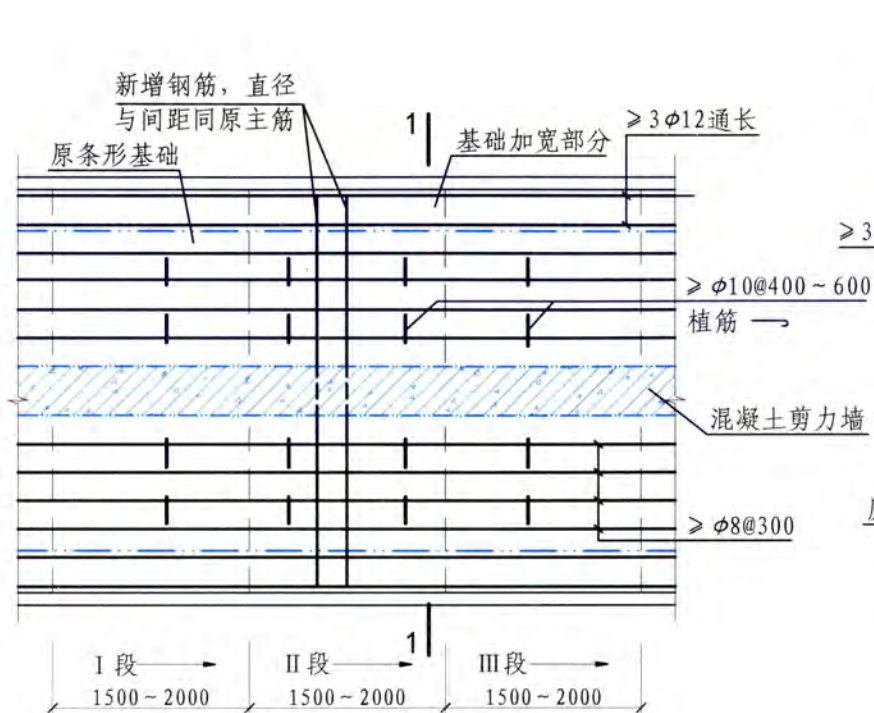 新增钢筋，直径
与间距同原主筋
1
≥3ϕ12通长
原条形基础
基础加宽部分
≥3
≥ϕ10@400~600
植筋
混凝土剪力墙
≥ϕ8@300
1
I段
II段
III段
1500~2000
1500~2000
1500~2000